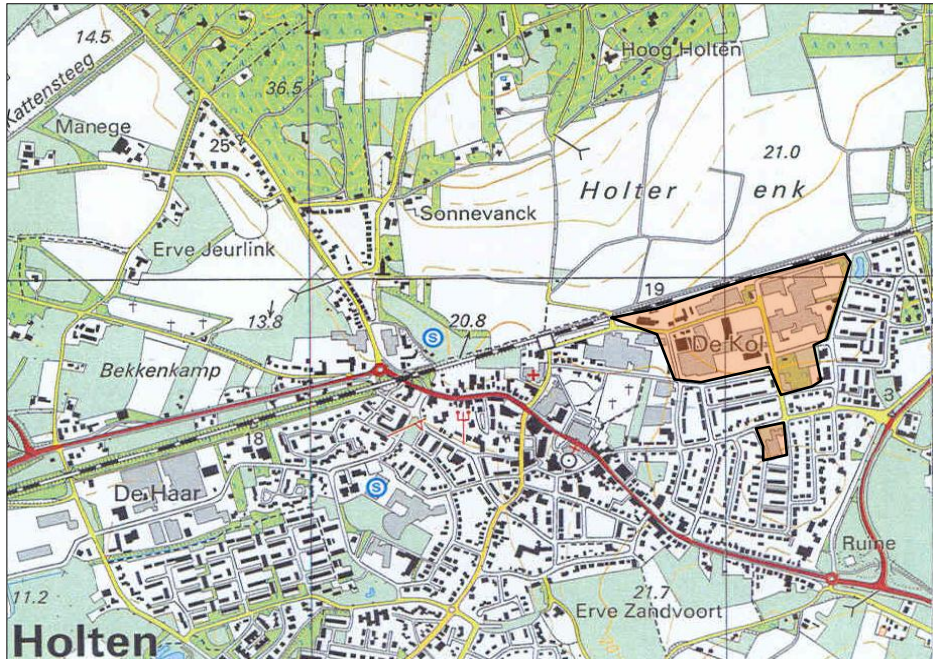 14.5
Kattensteeg
Manege
25
36.5
Hoog Holten
21.0
Holter enk
Sonnevanck
Erve Jeurlink
19
13.8
20.8
S
De Kol
Bekkenkamp
3
18
De Haar
S
Ruine
11.2
21.7
Erve Zandvoort
Holten